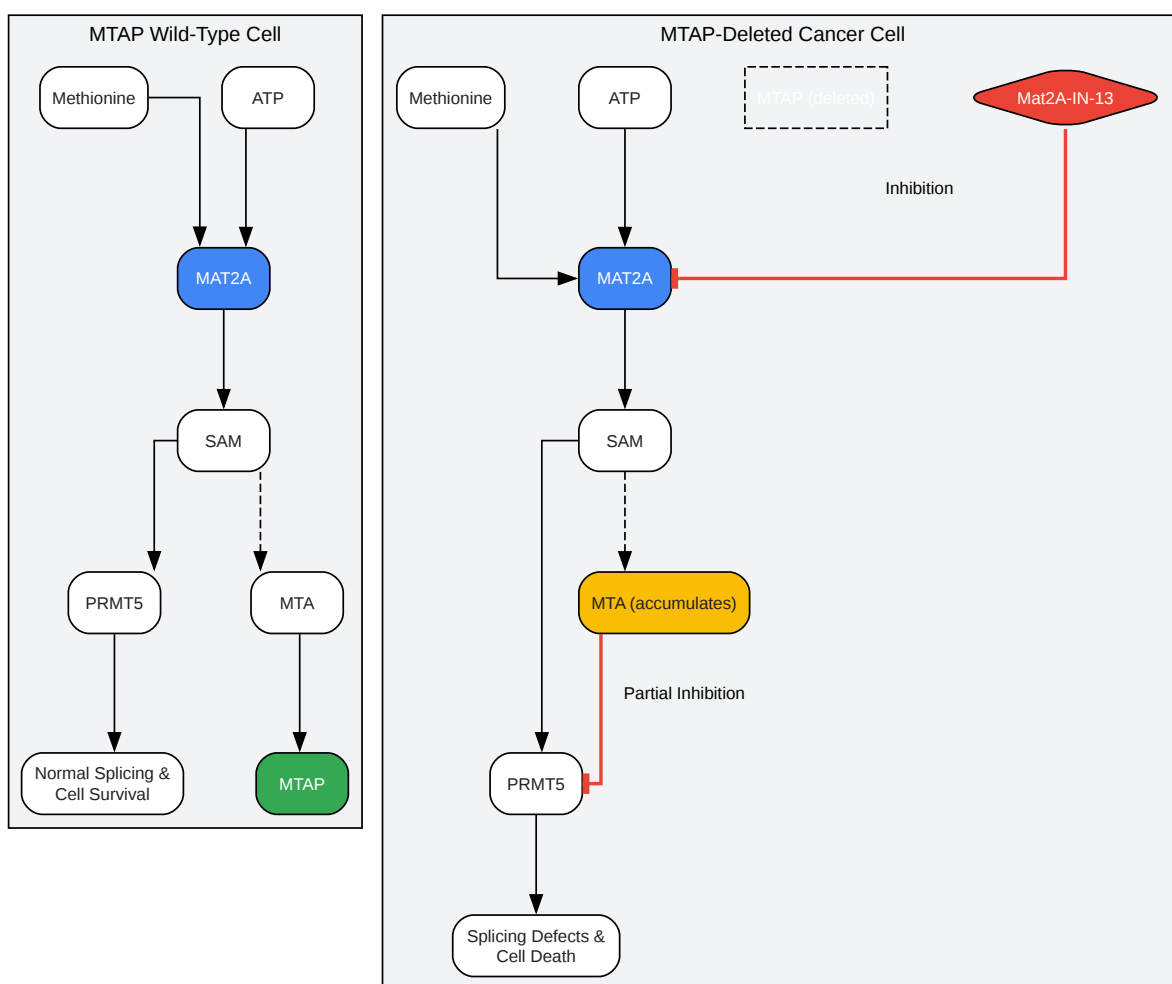 MTAP Wild-Type Cell
Methionine
ATP
MAT2A
SAM
PRMT5
MTA
Normal Splicing &
Cell Survival
MTAP
MTAP-Deleted Cancer Cell
Methionine
ATP
MTAP (deleted)
Mat2A-IN-13
Inhibition
MAT2A
SAM
MTA (accumulates)
Partial Inhibition
PRMT5
Splicing Defects &
Cell Death